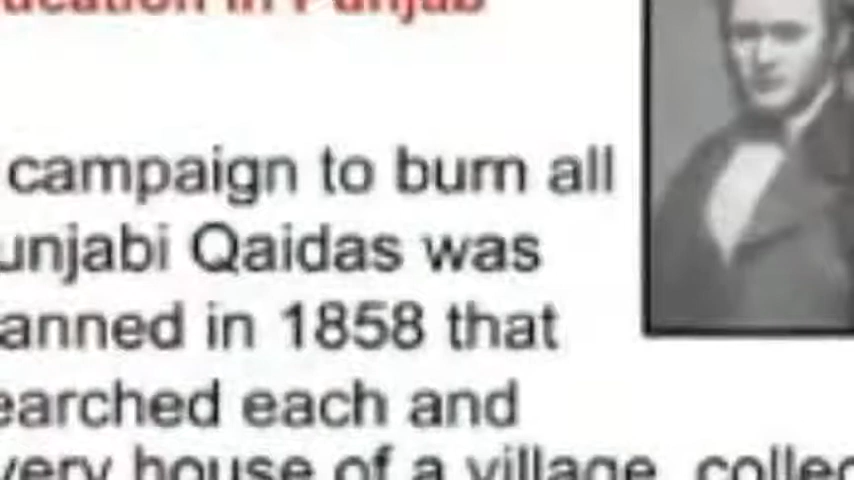 ucation in Punjab
campaign to burn all
unjabi Qaidas was
anned in 1858 that
earched each and
very house of a village, collec